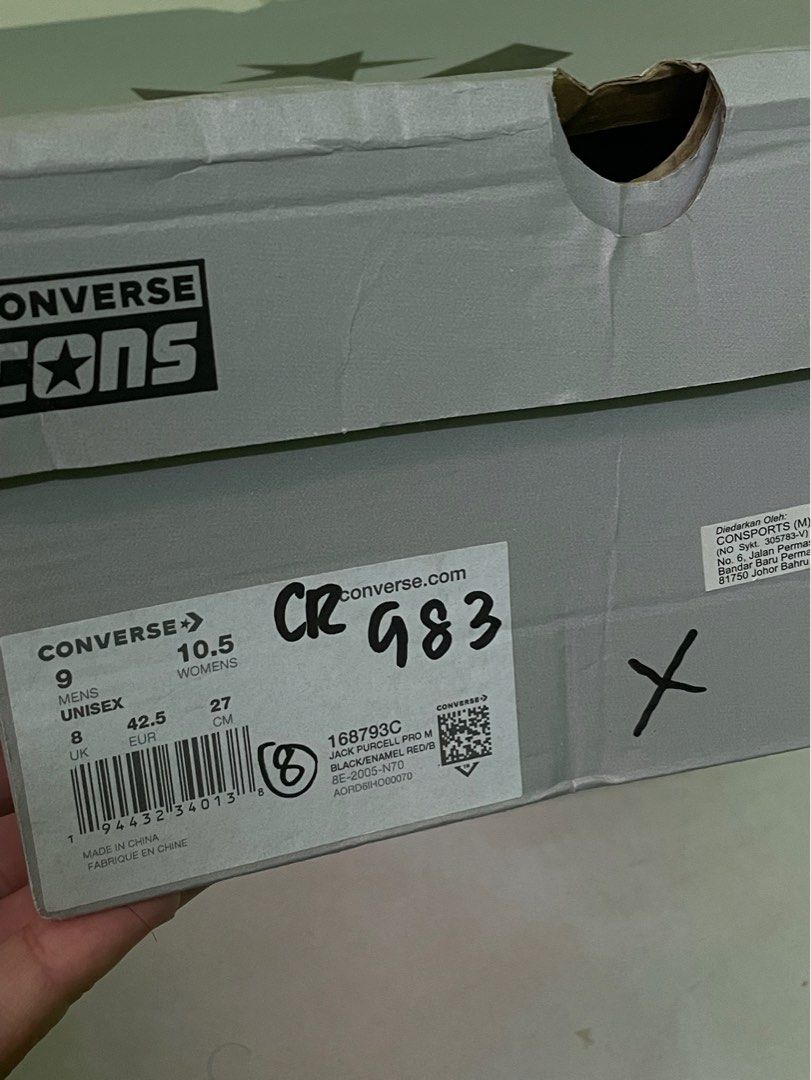 ONVERSE
CONS
Diedarkan Oleh:
CONSPORTS (M)
(NO Sykt. 305783-V)
No. 6, Jalan Permas
Bandar Baru Perma
81750 Johor Bahru
CONVERSE
converse.com
CR 983
9
MENS
10.5
WOMENS
UNISEX
8
UK
42.5
EUR
27
CM
8
168793C
JACK PURCELL PRO M
BLACK/ENAMEL RED/B
8E-2005-N70
AORD6IHO00070
CONVERSE
1 94432 34013 8
MADE IN CHINA
FABRIQUE EN CHINE
X